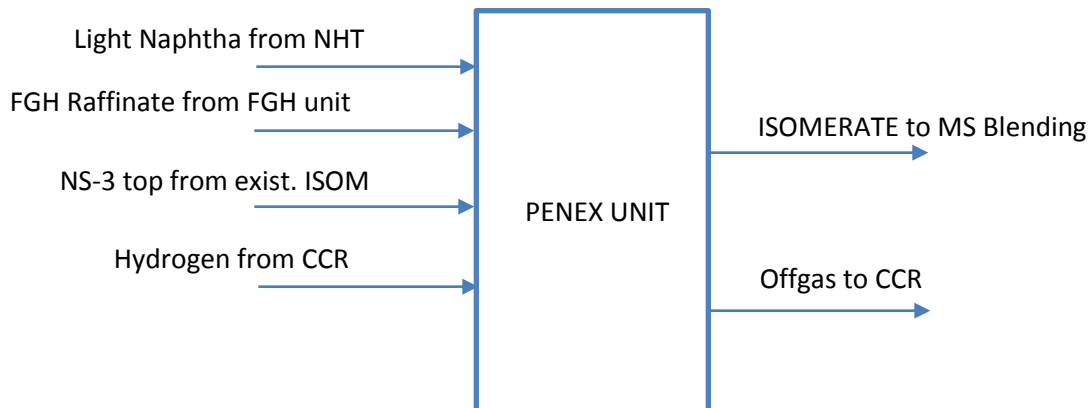 Light Naphtha from NHT
FGH Raffinate from FGH unit
NS-3 top from exist. ISOM
Hydrogen from CCR
PENEX UNIT
ISOMERATE to MS Blending
Offgas to CCR